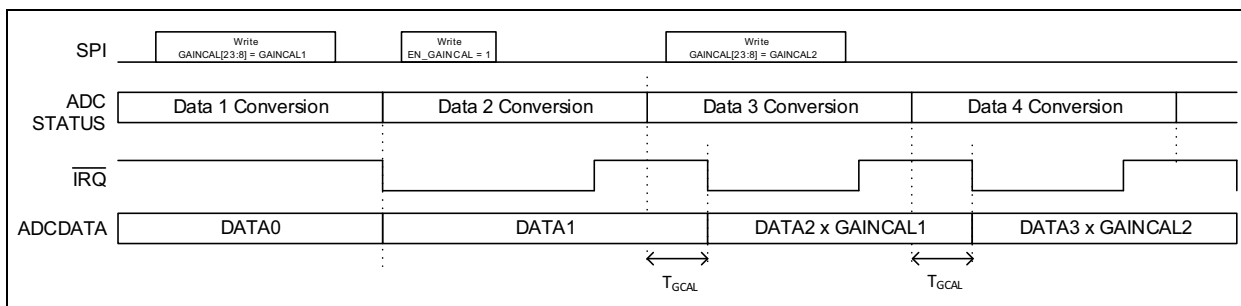 SPI
Write
GAINCAL[23:8] = GAINCAL1
Write
EN_GAINCAL = 1
Write
GAINCAL[23:8] = GAINCAL2
ADC
STATUS
Data 1 Conversion
Data 2 Conversion
Data 3 Conversion
Data 4 Conversion
IRQ
ADCDATA
DATA0
DATA1
DATA2 x GAINCAL1
DATA3 x GAINCAL2
TGCAL
TGCAL